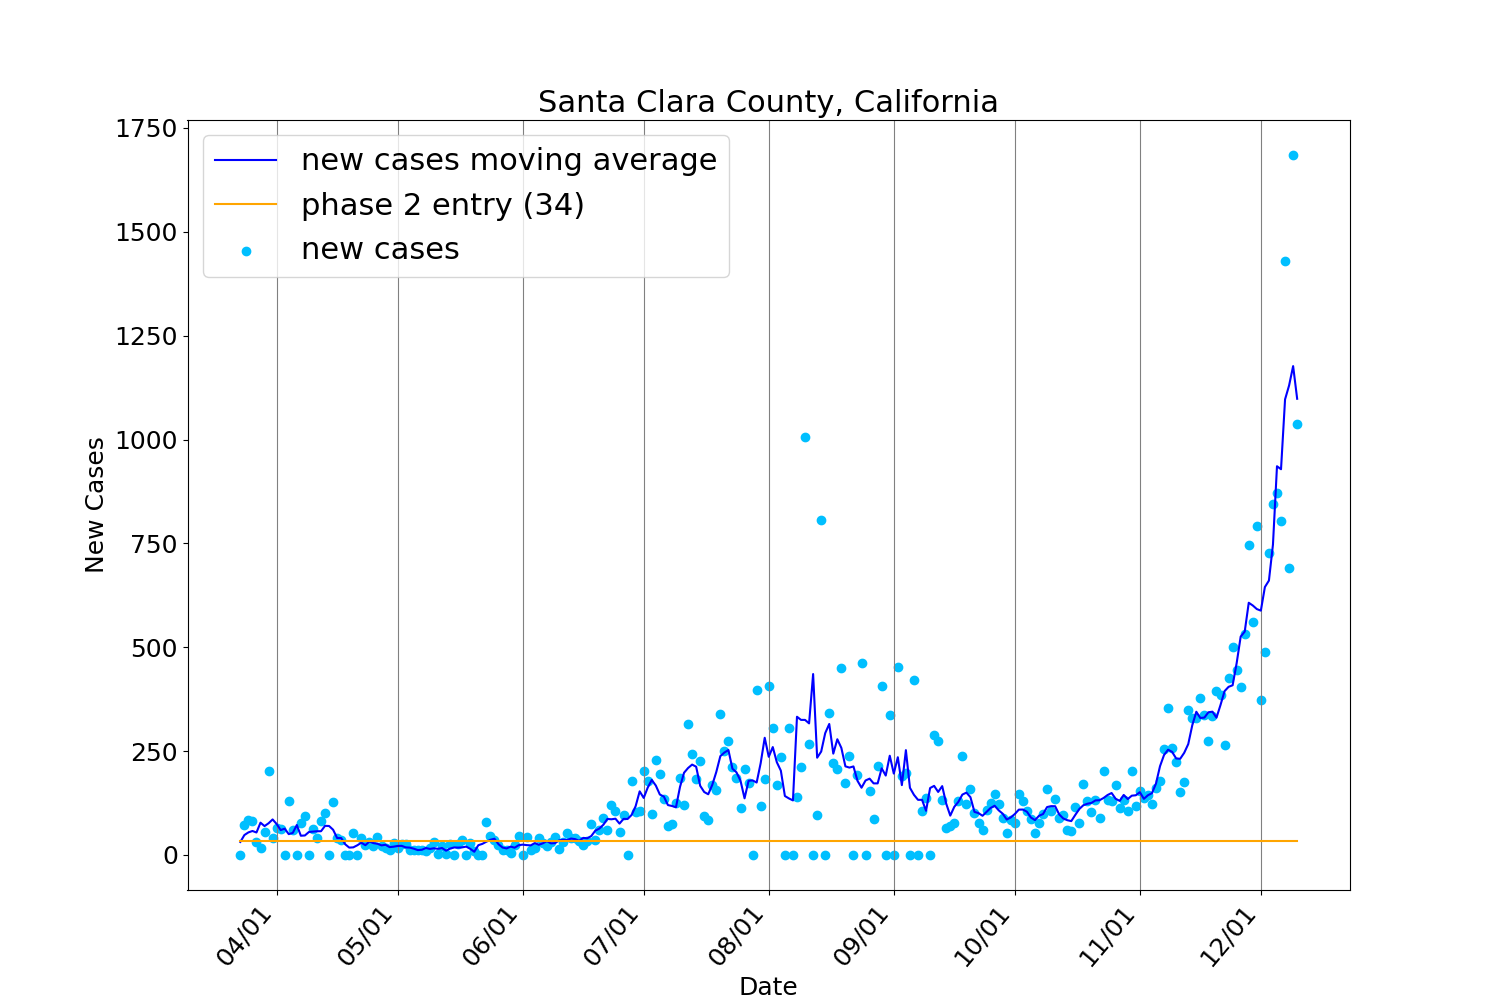 Santa Clara County, California
1750
1500
1250
1000
750
500
250
0
New Cases
new cases moving average
phase 2 entry (34)
new cases
04/01
05/01
06/01
07/01
08/01
09/01
10/01
11/01
12/01
Date